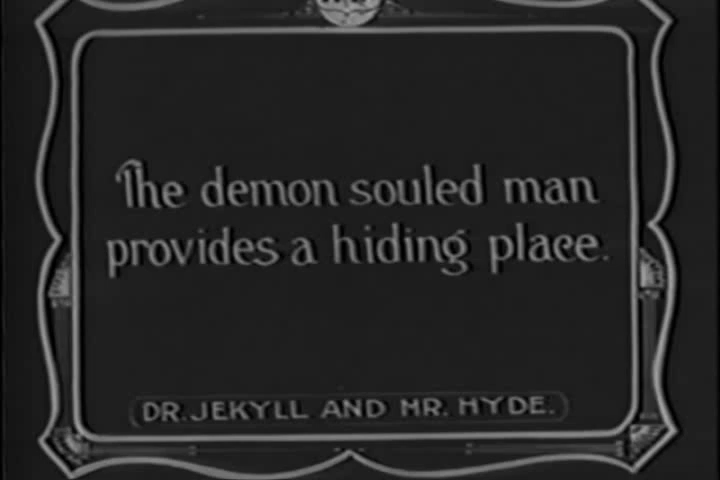 The demon souled man
provides a hiding place.
DR. JEKYLL AND MR. HYDE.